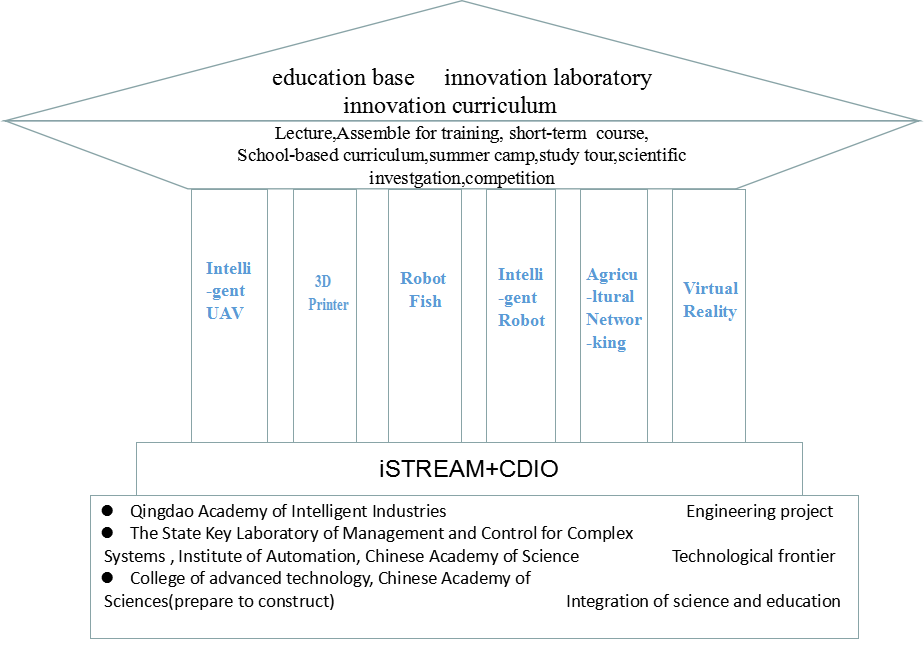 education base innovation laboratory
innovation curriculum
Lecture,Assemble for training, short-term course,
School-based curriculum,summer camp,study tour,scientific
investgation,competition
Intelli
-gent
UAV
3D
Printer
Robot
Fish
Intelli
-gent
Robot
Agricu
-ltural
Networ
-king
Virtual
Reality
iSTREAM+CDIO
● Qingdao Academy of Intelligent Industries Engineering project
● The State Key Laboratory of Management and Control for Complex
Systems , Institute of Automation, Chinese Academy of Science Technological frontier
● College of advanced technology, Chinese Academy of
Sciences(prepare to construct) Integration of science and education